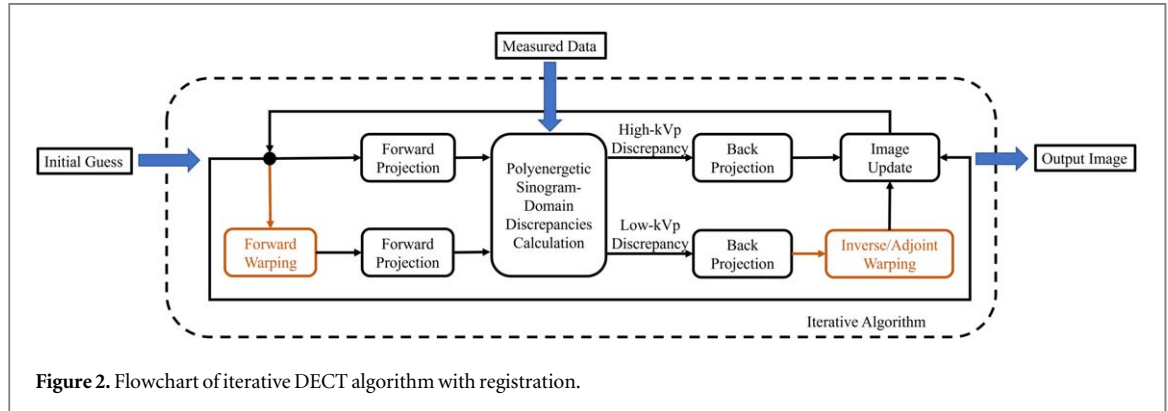 Measured Data
Initial Guess
Forward
Projection
Polyenergetic
Sinogram-
Domain
Discrepancies
Calculation
High-kVp
Discrepancy
Back
Projection
Image
Update
Output Image
Forward
Warping
Forward
Projection
Low-kVp
Discrepancy
Back
Projection
Inverse/Adjoint
Warping
Iterative Algorithm
Figure 2. Flowchart of iterative DECT algorithm with registration.